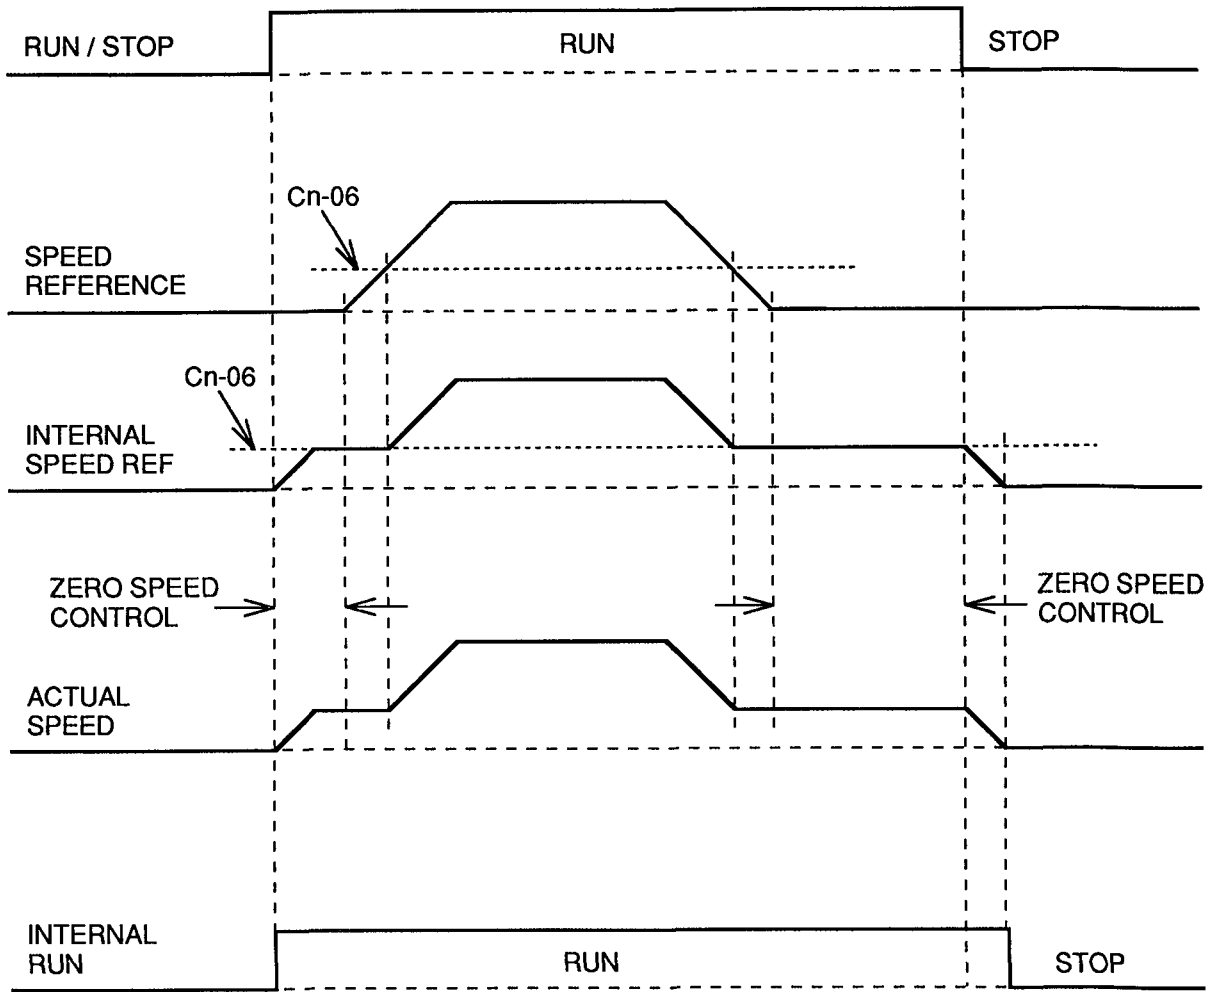 RUN / STOP
RUN
STOP
Cn-06
SPEED
REFERENCE
Cn-06
INTERNAL
SPEED REF
ZERO SPEED
CONTROL
ZERO SPEED
CONTROL
ACTUAL
SPEED
INTERNAL
RUN
RUN
STOP